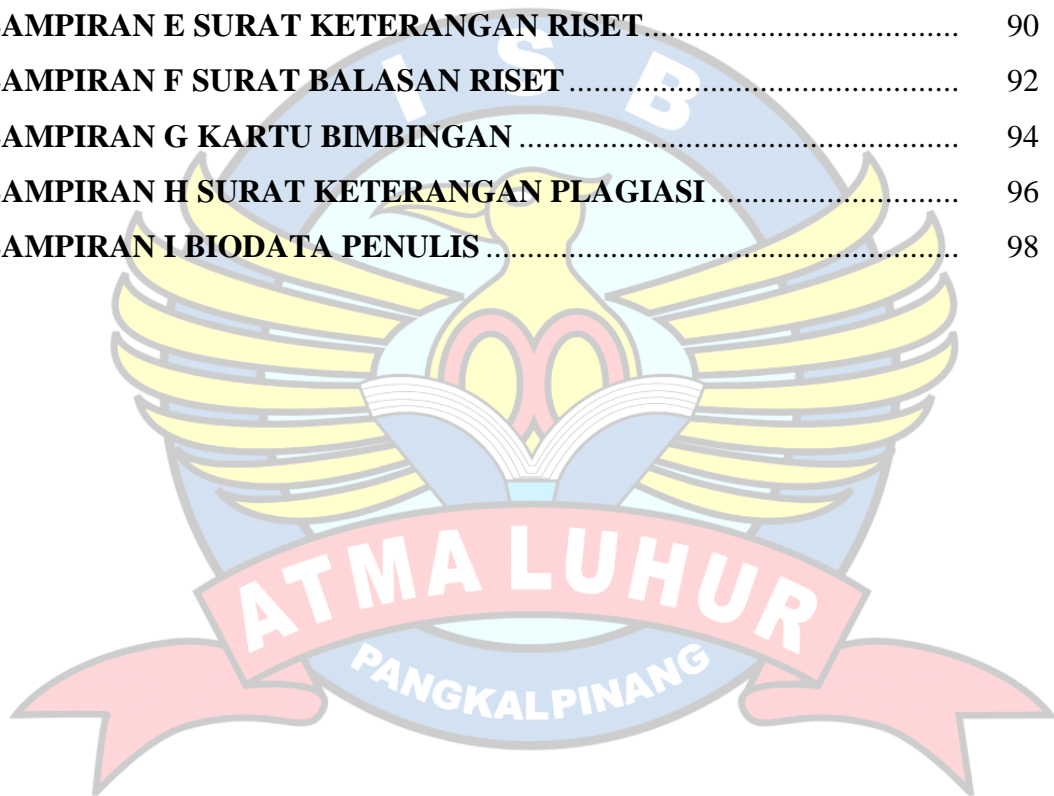 AMPIRAN E SURAT KETERANGAN RISET........................................ 90
AMPIRAN F SURAT BALASAN RISET.................................................. 92
AMPIRAN G KARTU BIMBINGAN........................................................ 94
AMPIRAN H SURAT KETERANGAN PLAGIASI................................ 96
AMPIRAN I BIODATA PENULIS............................................................ 98
I S B
ATMA LUHUR
PANGKALPINANG